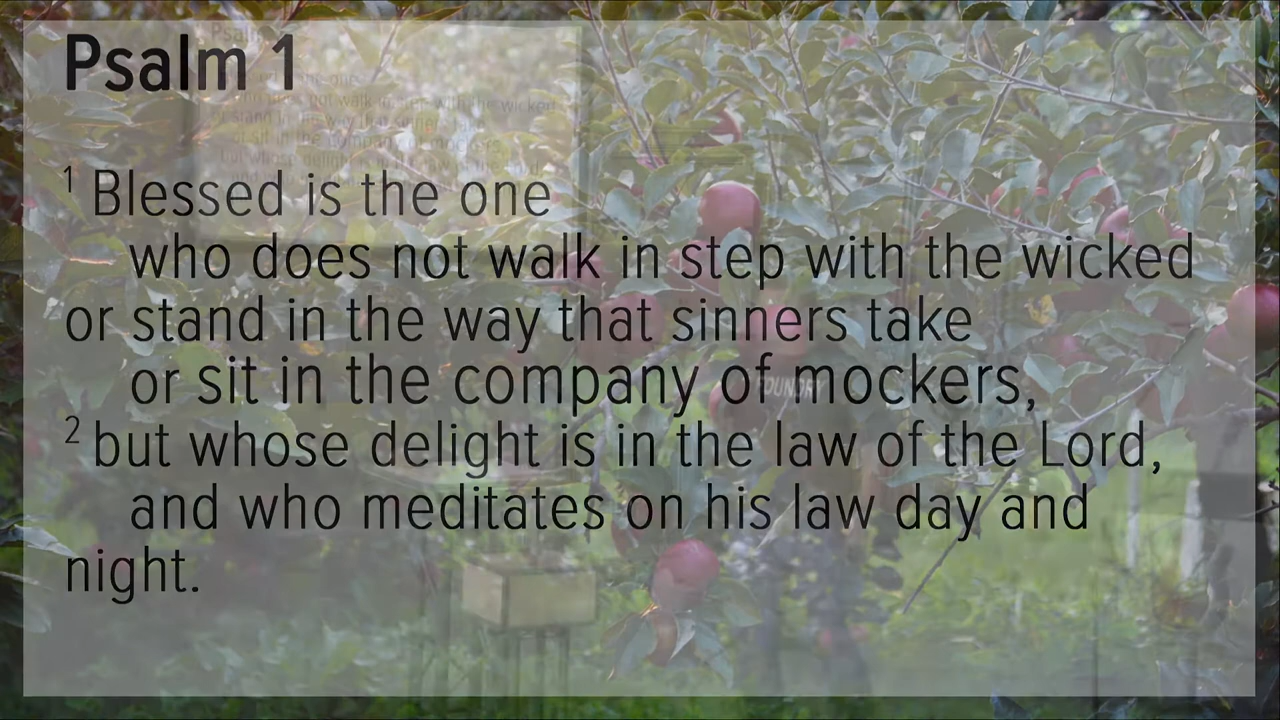 Psalm 1
1 Blessed is the one
who does not walk in step with the wicked
or stand in the way that sinners take
or sit in the company of mockers,
2 but whose delight is in the law of the Lord,
and who meditates on his law day and
night.
FOUNDRY